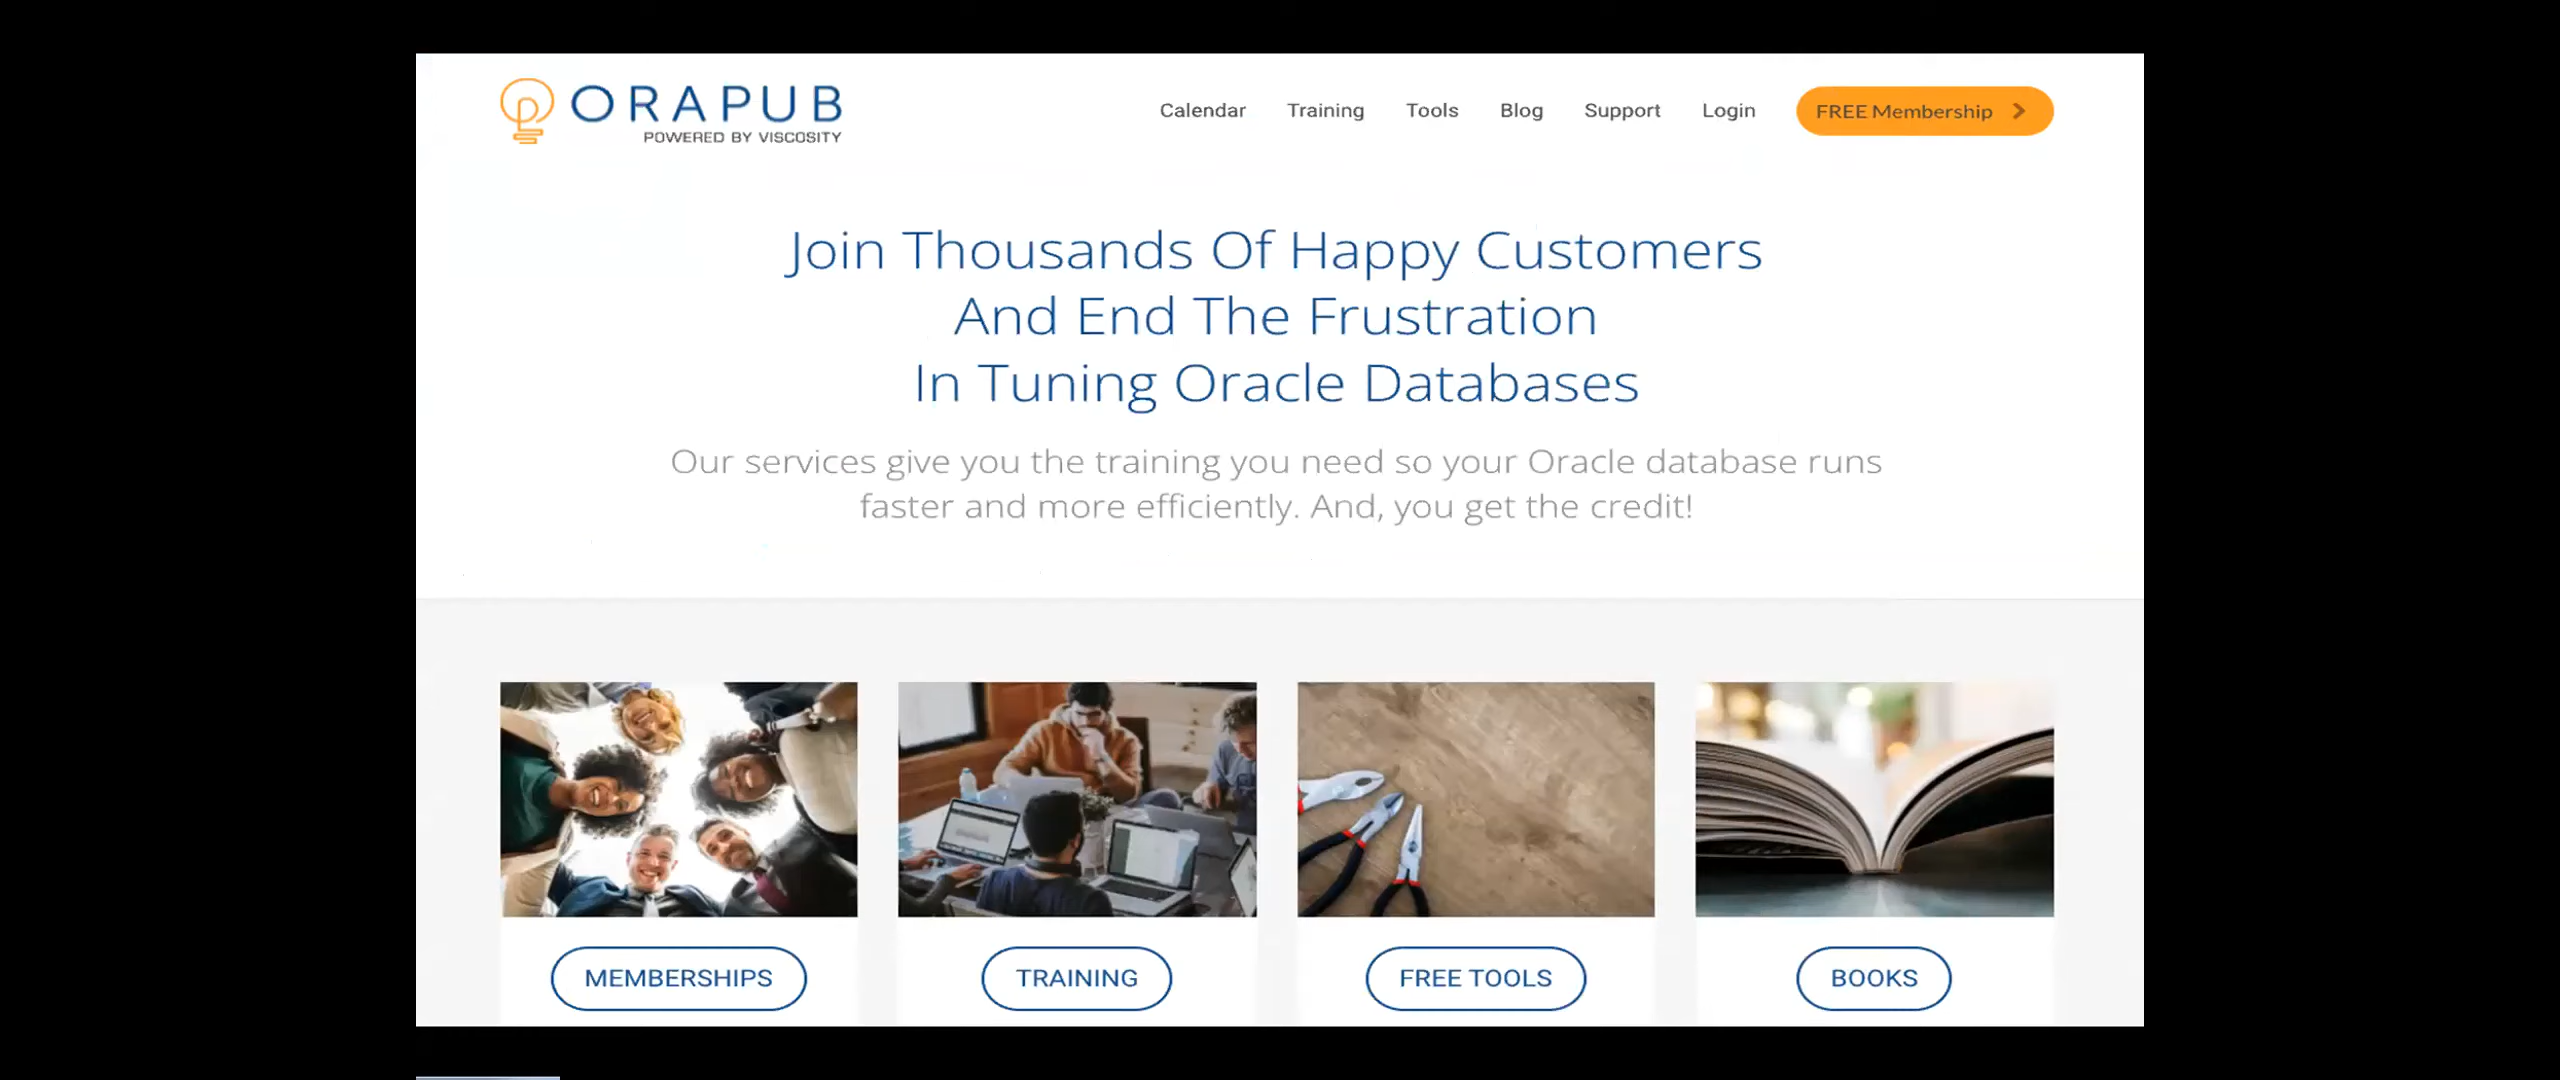 ORAPUB
POWERED BY VISCOSITY
Calendar Training Tools Blog Support Login FREE Membership
Join Thousands Of Happy Customers
And End The Frustration
In Tuning Oracle Databases
Our services give you the training you need so your Oracle database runs
faster and more efficiently. And, you get the credit!
MEMBERSHIPS TRAINING FREE TOOLS BOOKS